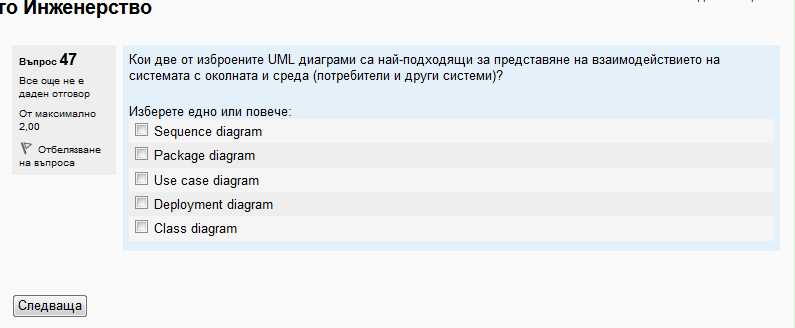 то Инженерство
Въпрос 47
Все още не е
даден отговор
От максимално
2,00
Отбелязване
на въпроса
Кои две от изброените UML диаграми са най-подходящи за представяне на взаимодействието на
системата с околната и среда (потребители и други системи)?
Изберете едно или повече:
Sequence diagram
Package diagram
Use case diagram
Deployment diagram
Class diagram
Следваща